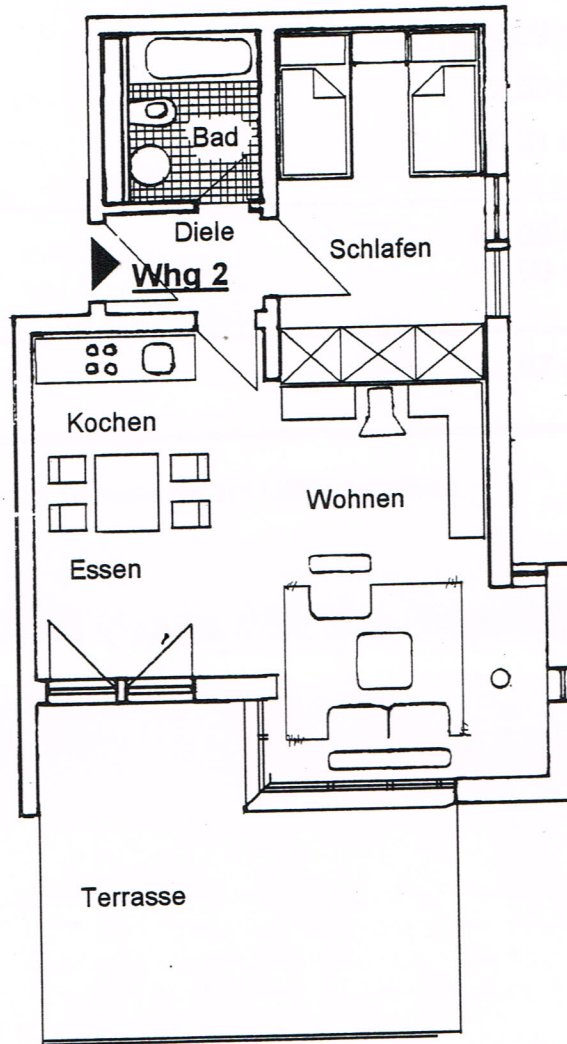 Bad
Diele
Schlafen
Whg 2
Kochen
Wohnen
Essen
Terrasse